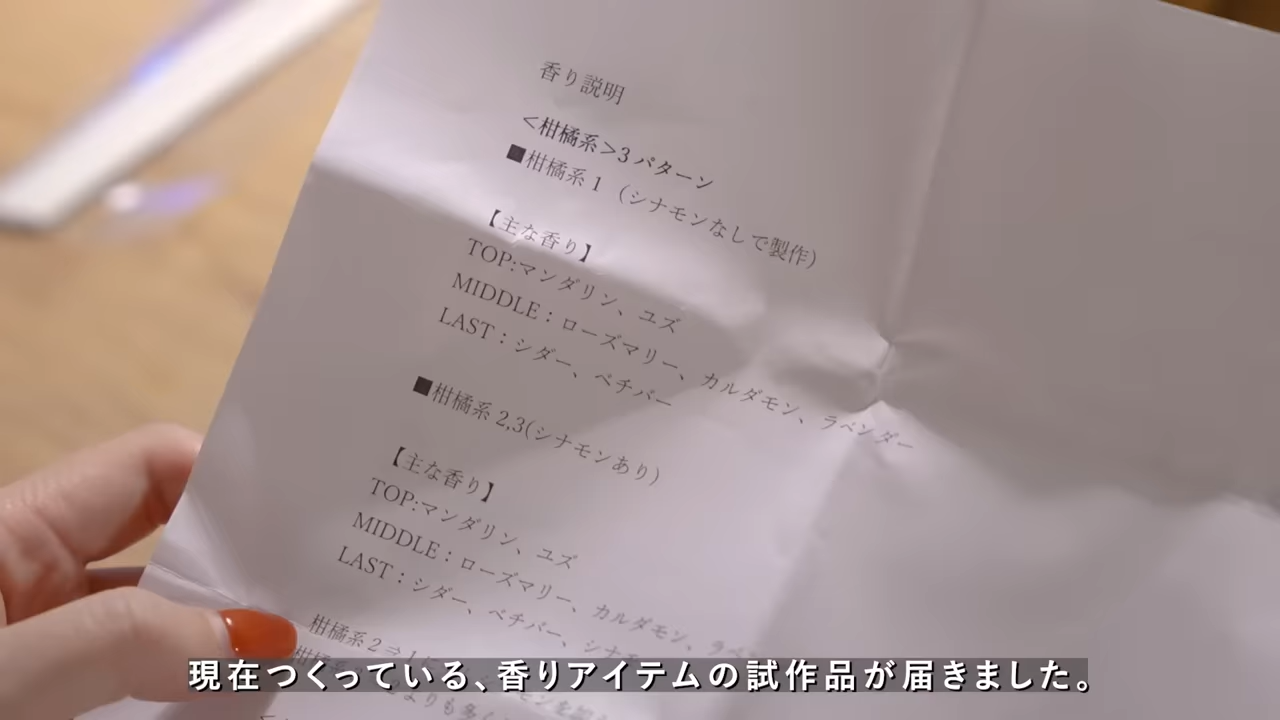 香り説明
＜柑橘系＞3パターン
■柑橘系1（シナモンなしで製作）
【主な香り】
TOP:マンダリン、ユズ
MIDDLE：ローズマリー、カルダモン、ラベンダー
LAST：シダー、ベチバー
■柑橘系2,3(シナモンあり）
【主な香り】
TOP:マンダリン、ユズ
MIDDLE：ローズマリー、カルダモン、
LAST：シダー、ベチバー、
柑橘系2⇒
現在つくっている、香りアイテムの試作品が届きました。